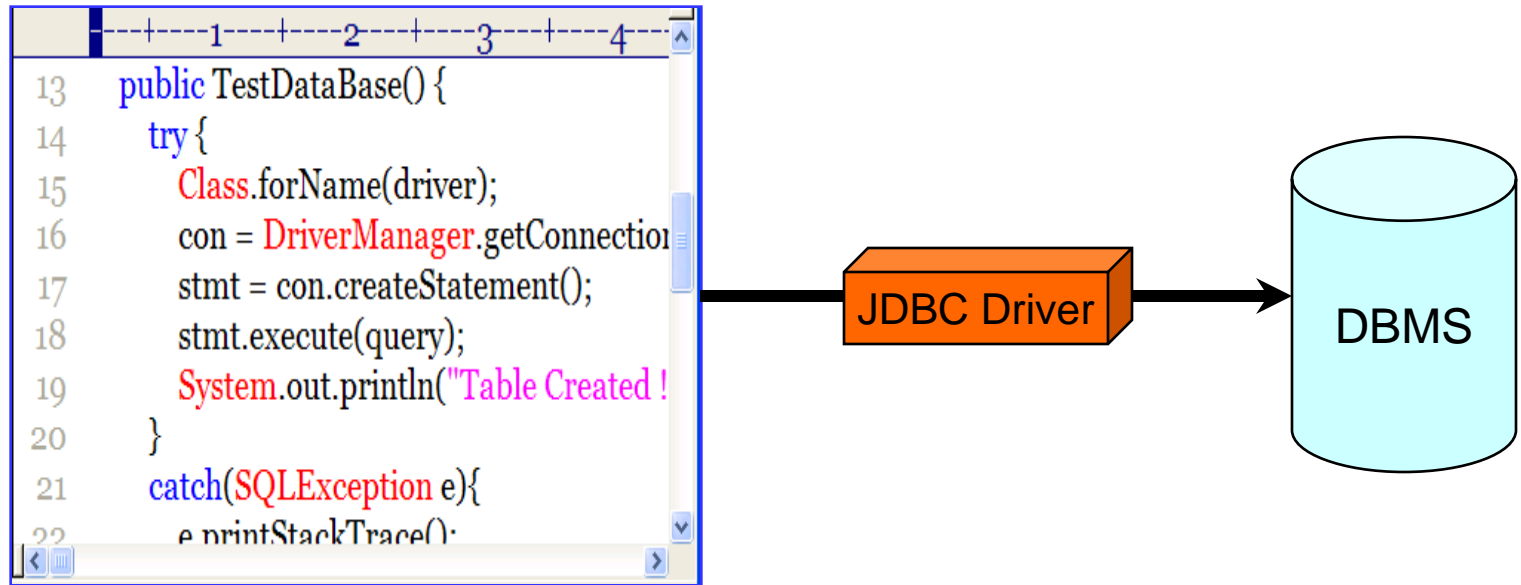 ----+----1----+----2----+----3----+----4----
13 public TestDataBase() {
14 try {
15 Class.forName(driver);
16 con = DriverManager.getConnection
17 stmt = con.createStatement();
18 stmt.execute(query);
19 System.out.println("Table Created !
20 }
21 catch(SQLException e){
22 e.printStackTrace();
JDBC Driver
DBMS